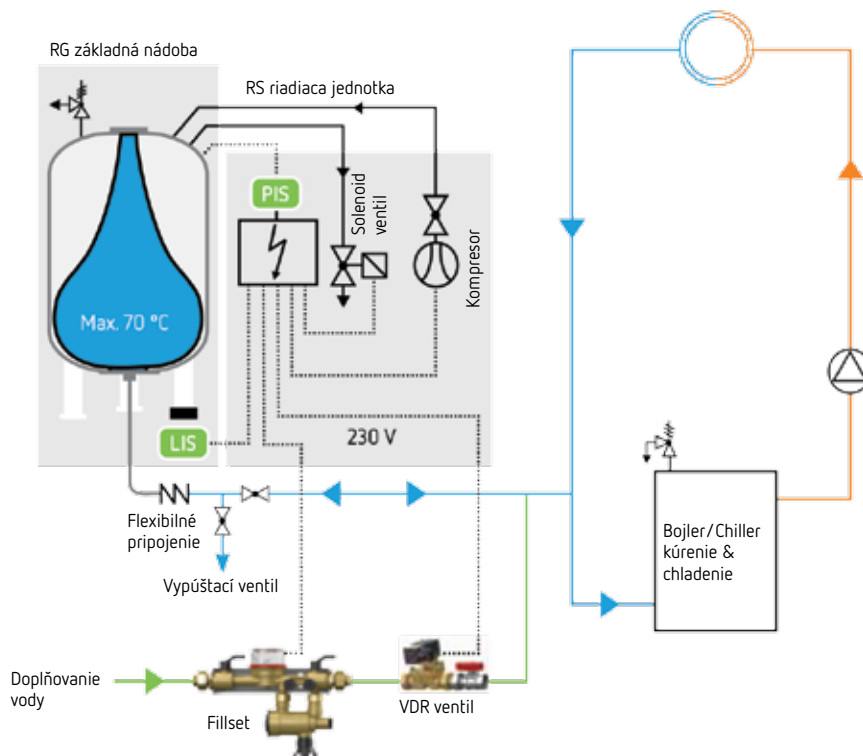 RG základná nádoba
RS riadiaca jednotka
PIS
Solenoid
ventil
Kompresor
Max. 70 °C
LIS
230 V
Flexibilné
pripojenie
Vypúštací ventil
Bojler/Chiller
kúrenie &
chladenie
Doplňovanie
vody
Fillset
VDR ventil